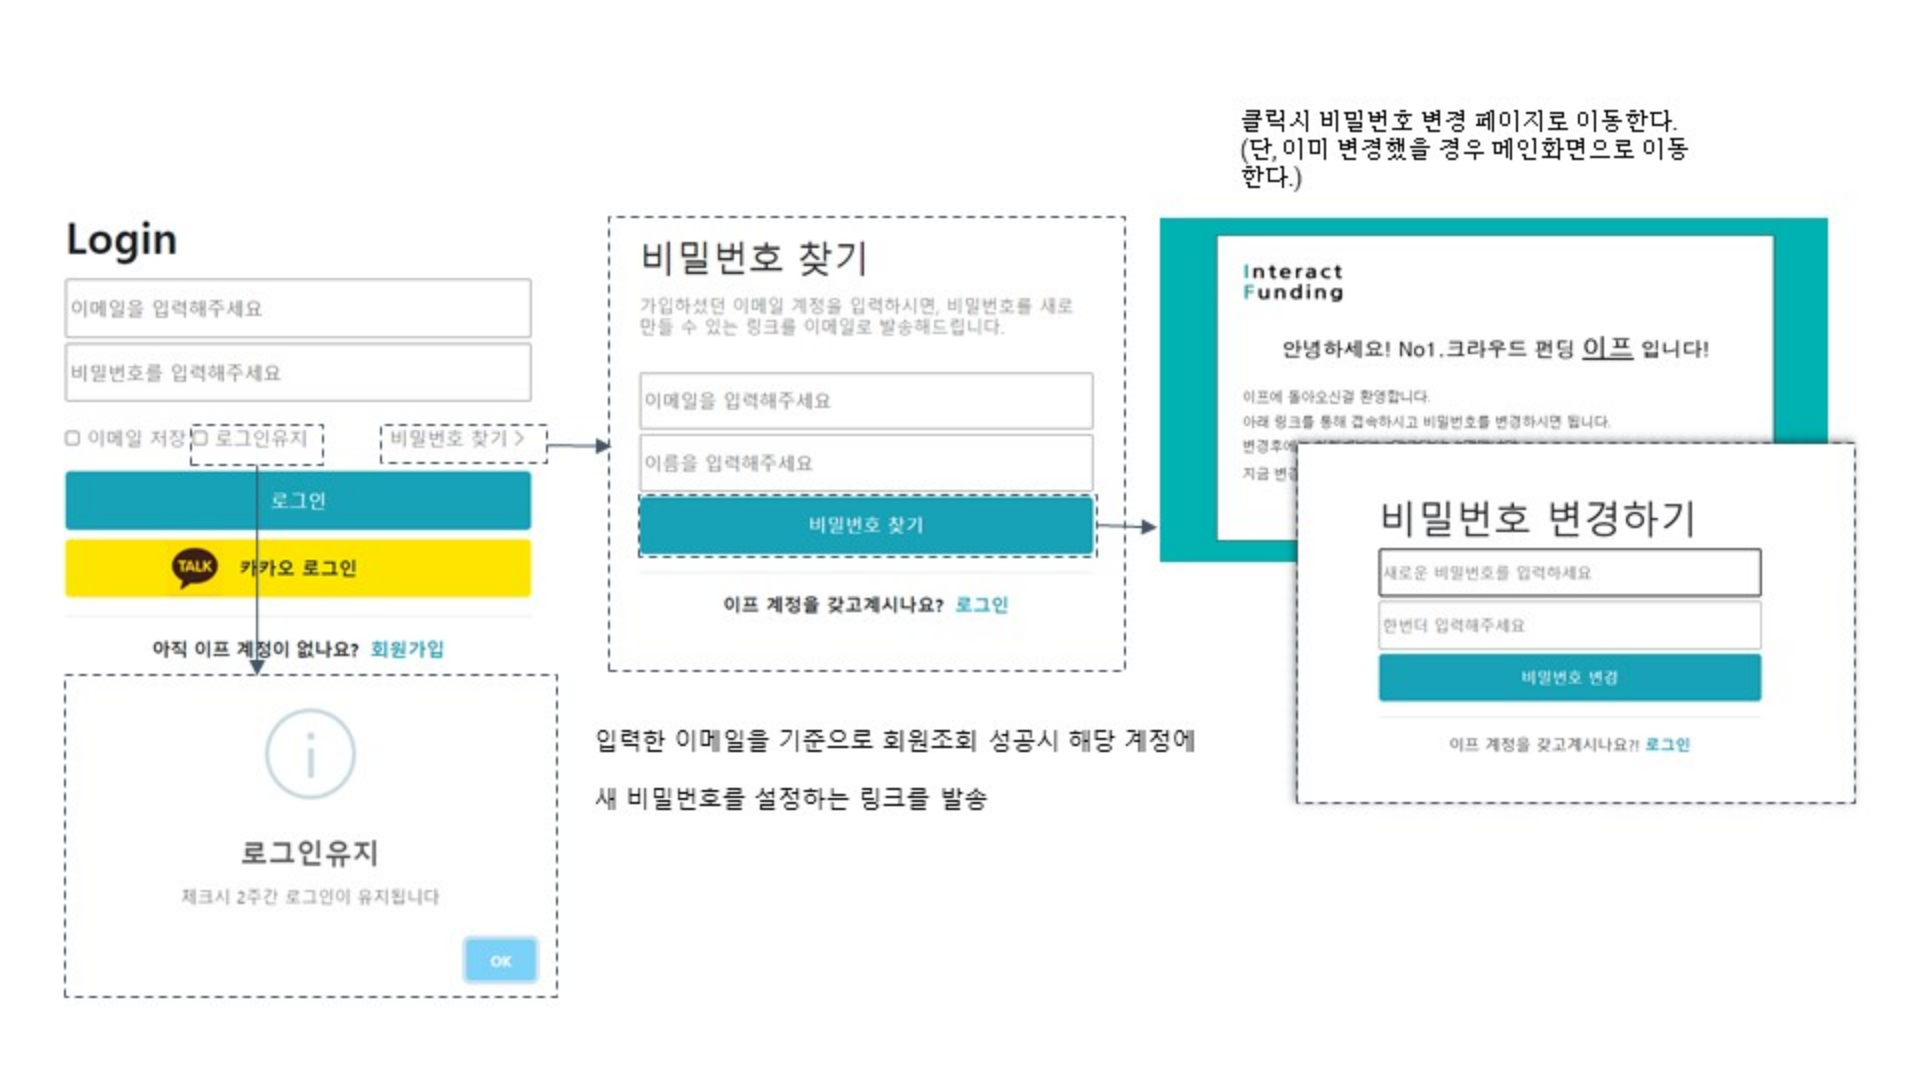 클릭시 비밀번호 변경 페이지로 이동한다.
(단, 이미 변경했을 경우 메인화면으로 이동
한다.)
Login
이메일을 입력해주세요
비밀번호를 입력해주세요
이메일 저장 로그인유지 비밀번호 찾기 >
로그인
TALK 카카오 로그인
아직 이프 계정이 없나요? 회원가입
로그인유지
체크시 2주간 로그인이 유지됩니다
OK
비밀번호 찾기
가입하셨던 이메일 계정을 입력하시면, 비밀번호를 새로
만들 수 있는 링크를 이메일로 발송해드립니다.
이메일을 입력해주세요
이름을 입력해주세요
비밀번호 찾기
이프 계정을 갖고계시나요? 로그인
입력한 이메일을 기준으로 회원조회 성공시 해당 계정에
새 비밀번호를 설정하는 링크를 발송
Interact
Funding
안녕하세요! No1.크라우드 펀딩 이프 입니다!
이프에 돌아오신걸 환영합니다.
아래 링크를 통해 접속하시고 비밀번호를 변경하시면 됩니다.
변경후에
지금 변경
비밀번호 변경하기
새로운 비밀번호를 입력하세요
한번더 입력해주세요
비밀번호 변경
이프 계정을 갖고계시나요?! 로그인